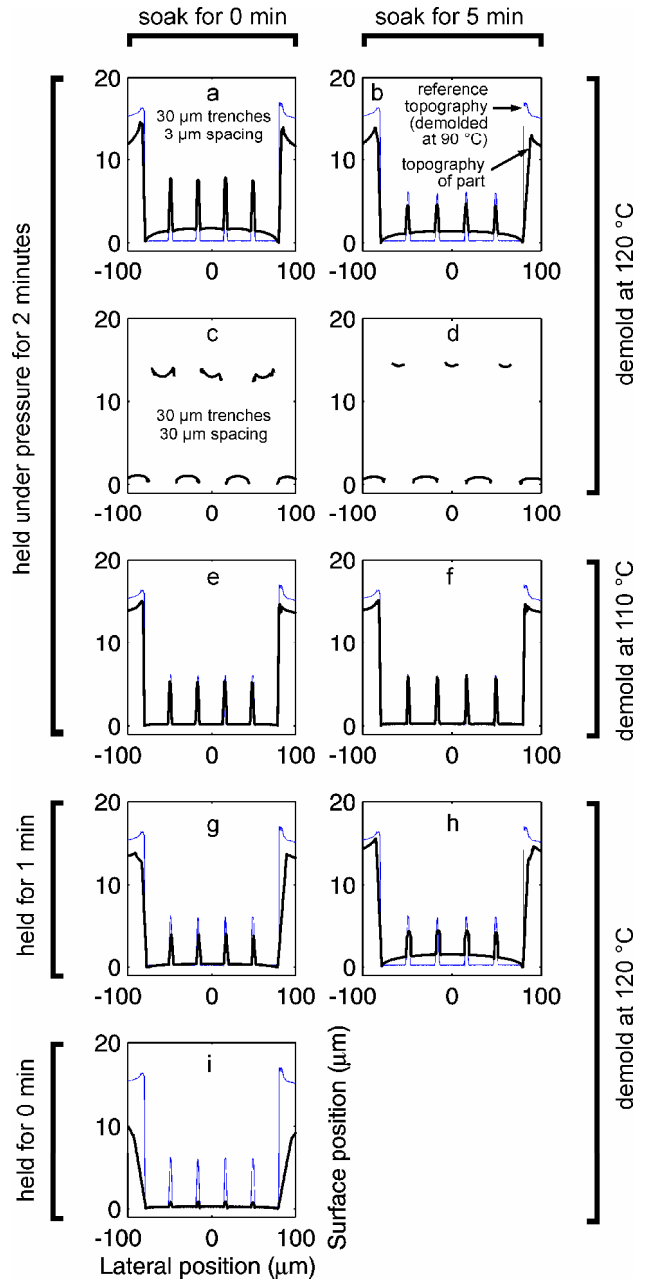 soak for 0 min
soak for 5 min
held under pressure for 2 minutes
demold at 120 °C
20
10
0
-100
0
100
a
30 µm trenches
3 µm spacing
20
10
0
-100
0
100
b
reference
topography
(demolded
at 90 °C)
topography
of part
20
10
0
-100
0
100
c
30 µm trenches
30 µm spacing
20
10
0
-100
0
100
d
demold at 110 °C
20
10
0
-100
0
100
e
20
10
0
-100
0
100
f
held for 1 min
demold at 120 °C
20
10
0
-100
0
100
g
20
10
0
-100
0
100
h
held for 0 min
20
10
0
-100
0
100
i
Lateral position (µm)
Surface position (µm)